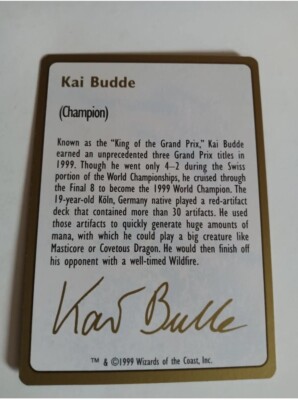 Kai Budde
(Champion)
Known as the "King of the Grand Prix," Kai Budde
earned an unprecedented three Grand Prix titles in
1999. Though he went only 4–2 during the Swiss
portion of the World Championships, he cruised through
the Final 8 to become the 1999 World Champion. The
19-year-old Köln, Germany native played a red-artifact
deck that contained more than 30 artifacts. He used
those artifacts to quickly generate huge amounts of
mana, with which he could play a big creature like
Masticore or Covetous Dragon. He would then finish off
his opponent with a well-timed Wildfire.
Kai Budde
™ & ©1999 Wizards of the Coast, Inc.